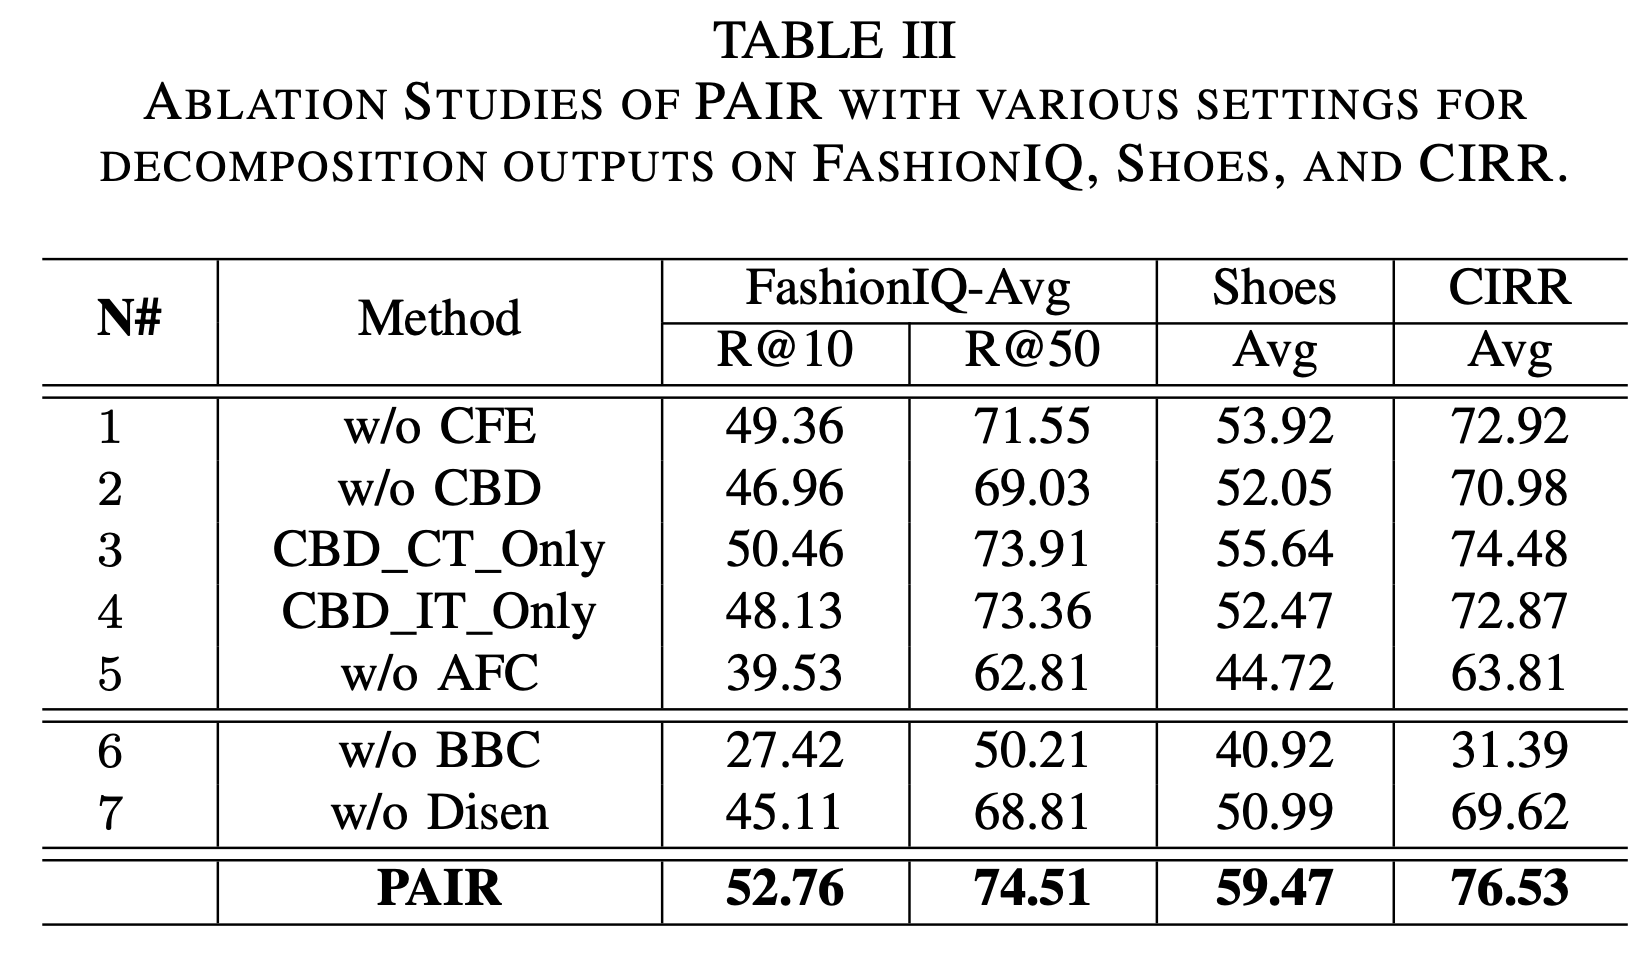 TABLE III
ABLATION STUDIES OF PAIR WITH VARIOUS SETTINGS FOR
DECOMPOSITION OUTPUTS ON FASHIONIQ, SHOES, AND CIRR.
N# Method FashionIQ-Avg Shoes CIRR
R@10 R@50 Avg Avg
1 w/o CFE 49.36 71.55 53.92 72.92
2 w/o CBD 46.96 69.03 52.05 70.98
3 CBD_CT_Only 50.46 73.91 55.64 74.48
4 CBD_IT_Only 48.13 73.36 52.47 72.87
5 w/o AFC 39.53 62.81 44.72 63.81
6 w/o BBC 27.42 50.21 40.92 31.39
7 w/o Disen 45.11 68.81 50.99 69.62
PAIR 52.76 74.51 59.47 76.53